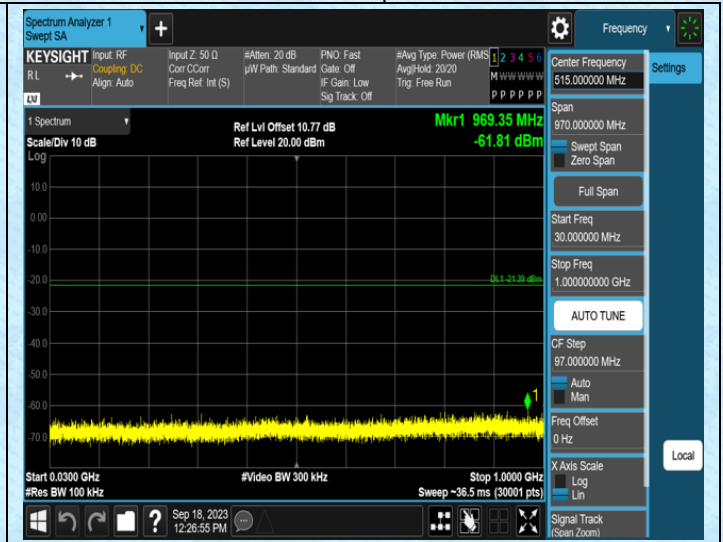 Spectrum Analyzer 1
Swept SA
+
Frequency
KEYSIGHT
RL
LXI
Input: RF
Coupling: DC
Align: Auto
Input Z: 50 Ω
Corr CCorr
Freq Ref: Int (S)
#Atten: 20 dB
µW Path: Standard
PNO: Fast
Gate: Off
IF Gain: Low
Sig Track: Off
#Avg Type: Power (RMS
Avg|Hold: 20/20
Trig: Free Run
1 2 3 4 5 6
M W W W W W
P P P P P P
1 Spectrum
Scale/Div 10 dB
Log
Ref Lvl Offset 10.77 dB
Ref Level 20.00 dBm
Mkr1 969.35 MHz
-61.81 dBm
10.0
0.00
-10.0
-20.0
DL1 -21.39 dBm
-30.0
-40.0
-50.0
-60.0
1
-70.0
Start 0.0300 GHz
#Video BW 300 kHz
Stop 1.0000 GHz
#Res BW 100 kHz
Sweep ~36.5 ms (30001 pts)
?
Sep 18, 2023
12:26:55 PM
Center Frequency
515.000000 MHz
Span
970.000000 MHz
Swept Span
Zero Span
Full Span
Start Freq
30.000000 MHz
Stop Freq
1.000000000 GHz
AUTO TUNE
CF Step
97.000000 MHz
Auto
Man
Freq Offset
0 Hz
X Axis Scale
Log
Lin
Signal Track
(Span Zoom)
Settings
Local